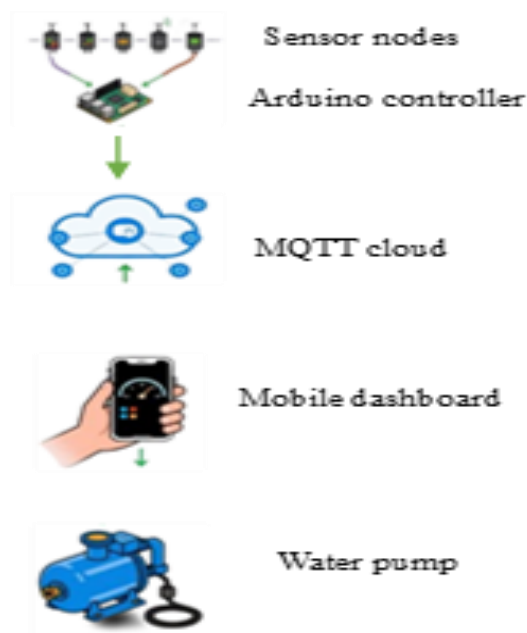 Sensor nodes
Arduino controller
MQTT cloud
Mobile dashboard
Water pump